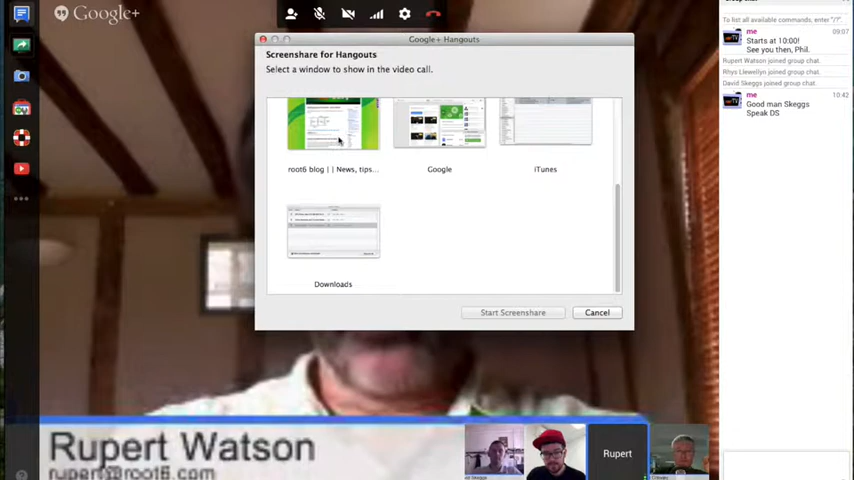 Google+
Google+ Hangouts
Screenshare for Hangouts
Select a window to show in the video call.
root6 blog | | News, tips...
Google
iTunes
Downloads
Start Screenshare
Cancel
To list all available commands, enter "/?"
me
09:07
Starts at 10:00!
See you then, Phil.
Rupert Watson joined group chat.
Rhys Llewellyn joined group chat.
David Skeggs joined group chat.
me
10:42
Good man Skeggs
Speak DS
Rupert Watson
rupert@root6.com
Rupert